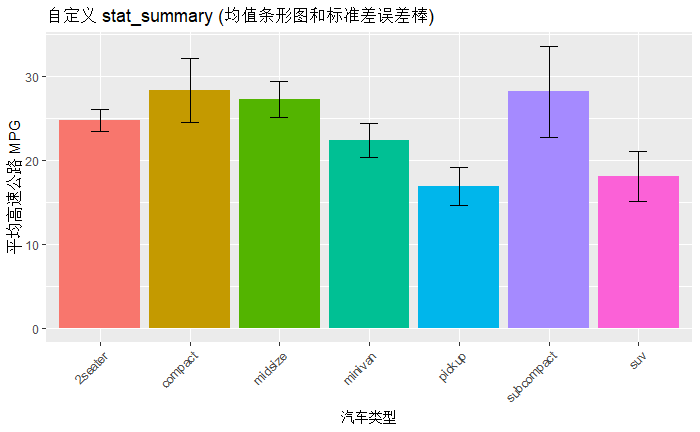 自定义 stat_summary (均值条形图和标准差误差棒)
平均高速公路 MPG
30
20
10
0
2seater
compact
midsize
minivan
pickup
subcompact
suv
汽车类型